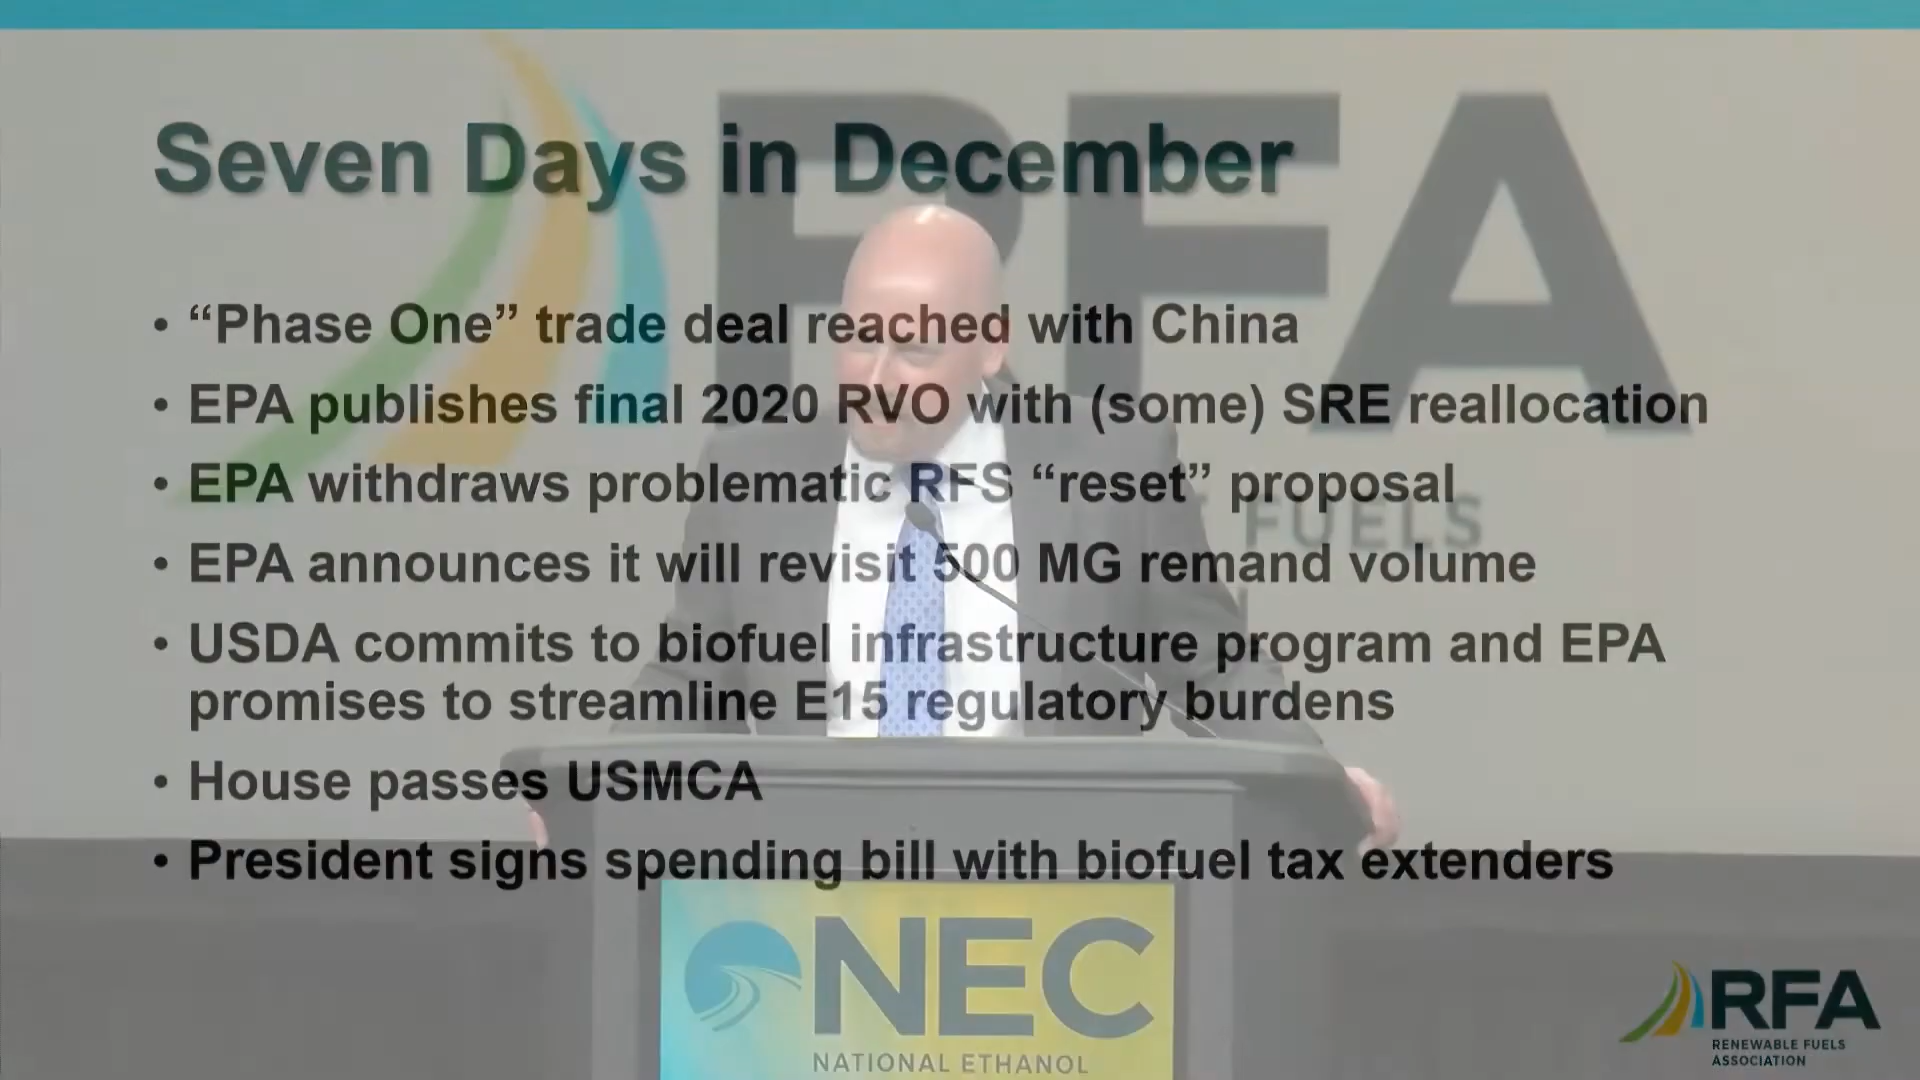 RFA
Seven Days in December
• “Phase One” trade deal reached with China
• EPA publishes final 2020 RVO with (some) SRE reallocation
• EPA withdraws problematic RFS “reset” proposal
FUELS
• EPA announces it will revisit 500 MG remand volume
• USDA commits to biofuel infrastructure program and EPA
promises to streamline E15 regulatory burdens
• House passes USMCA
• President signs spending bill with biofuel tax extenders
NEC
NATIONAL ETHANOL
RFA
RENEWABLE FUELS
ASSOCIATION